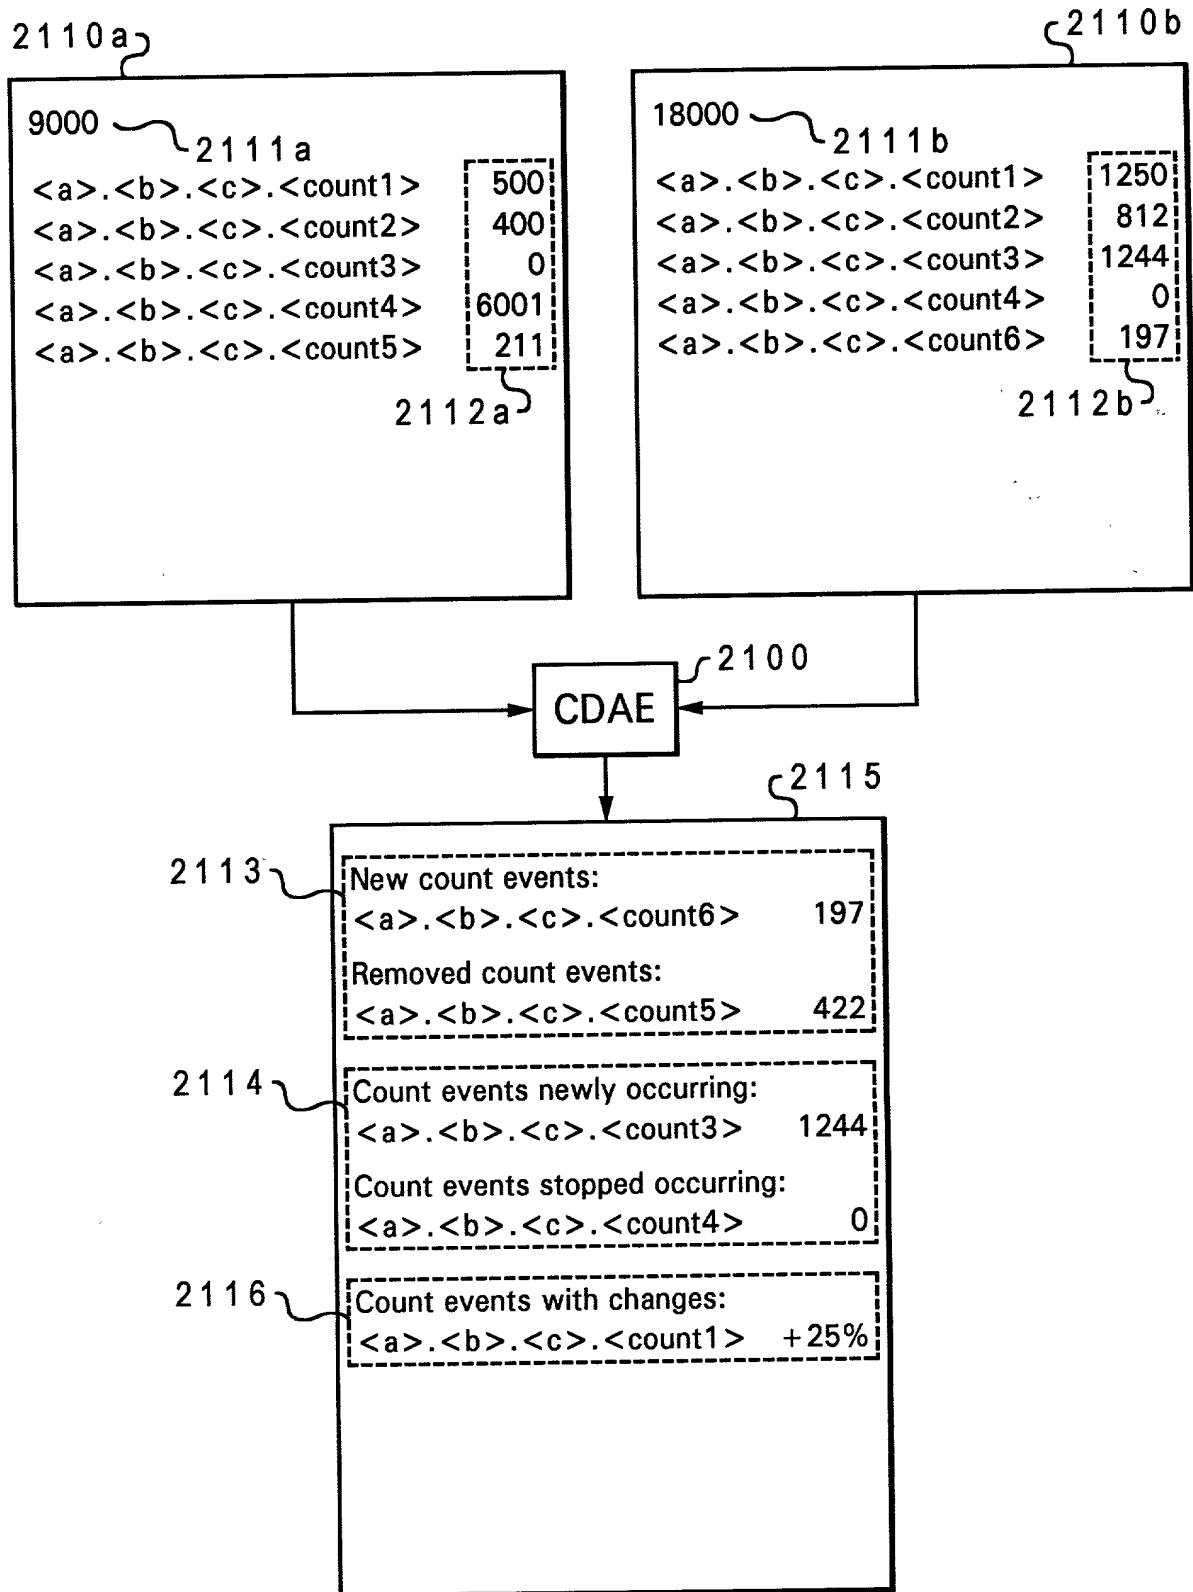 2110a
9000
2111a
<a>.<b>.<c>.<count1> 500
<a>.<b>.<c>.<count2> 400
<a>.<b>.<c>.<count3> 0
<a>.<b>.<c>.<count4> 6001
<a>.<b>.<c>.<count5> 211
2112a
2110b
18000
2111b
<a>.<b>.<c>.<count1> 1250
<a>.<b>.<c>.<count2> 812
<a>.<b>.<c>.<count3> 1244
<a>.<b>.<c>.<count4> 0
<a>.<b>.<c>.<count6> 197
2112b
2100
CDAE
2115
2113
New count events:
<a>.<b>.<c>.<count6> 197
Removed count events:
<a>.<b>.<c>.<count5> 422
2114
Count events newly occurring:
<a>.<b>.<c>.<count3> 1244
Count events stopped occurring:
<a>.<b>.<c>.<count4> 0
2116
Count events with changes:
<a>.<b>.<c>.<count1> +25%